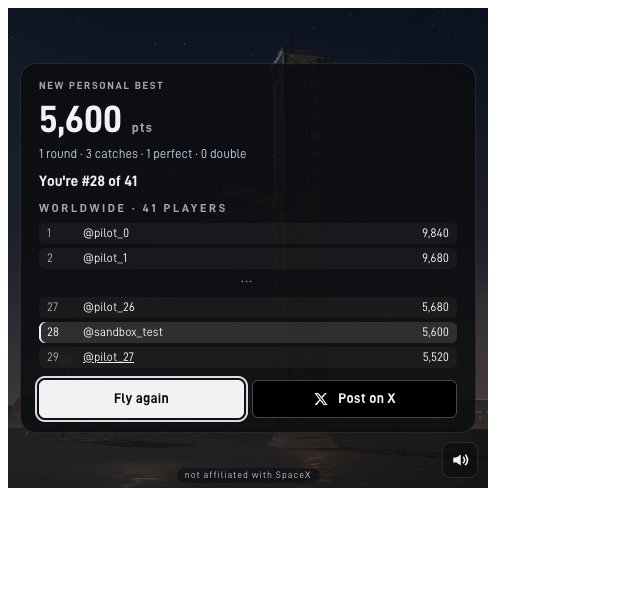 NEW PERSONAL BEST
5,600 pts
1 round · 3 catches · 1 perfect · 0 double
You're #28 of 41
WORLDWIDE · 41 PLAYERS
1 @pilot_0 9,840
2 @pilot_1 9,680
...
27 @pilot_26 5,680
28 @sandbox_test 5,600
29 @pilot_27 5,520
Fly again
Post on X
not affiliated with SpaceX